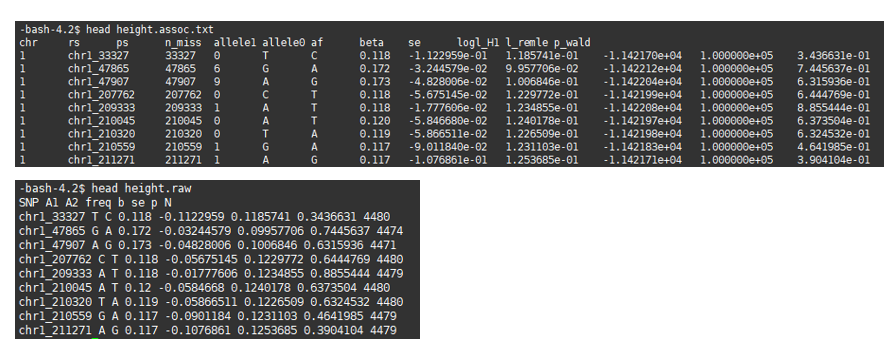 -bash-4.2$ head height.assoc.txt
chr rs ps n_miss allele1 allele0 af beta se logl_H1 l_remle p_wald
1 chr1_33327 33327 0 T C 0.118 -1.122959e-01 1.185741e-01 -1.142170e+04 1.000000e+05 3.436631e-01
1 chr1_47865 47865 6 G A 0.172 -3.244579e-02 9.957706e-02 -1.142212e+04 1.000000e+05 7.445637e-01
1 chr1_47907 47907 9 A G 0.173 -4.828006e-02 1.006846e-01 -1.142206e+04 1.000000e+05 6.315936e-01
1 chr1_207762 207762 0 C T 0.118 -5.675145e-02 1.229772e-01 -1.142199e+04 1.000000e+05 6.444769e-01
1 chr1_209333 209333 1 A T 0.118 -1.777606e-02 1.234855e-01 -1.142208e+04 1.000000e+05 8.855444e-01
1 chr1_210045 210045 0 A T 0.120 -5.846680e-02 1.240178e-01 -1.142197e+04 1.000000e+05 6.373504e-01
1 chr1_210320 210320 0 T A 0.119 -5.866511e-02 1.226509e-01 -1.142198e+04 1.000000e+05 6.324532e-01
1 chr1_210559 210559 1 G A 0.117 -9.011840e-02 1.231103e-01 -1.142183e+04 1.000000e+05 4.641985e-01
1 chr1_211271 211271 1 A G 0.117 -1.076861e-01 1.253685e-01 -1.142171e+04 1.000000e+05 3.904104e-01
-bash-4.2$ head height.raw
SNP A1 A2 freq b se p N
chr1_33327 T C 0.118 -0.1122959 0.1185741 0.3436631 4480
chr1_47865 G A 0.172 -0.03244579 0.09957706 0.7445637 4474
chr1_47907 A G 0.173 -0.04828006 0.1006846 0.6315936 4471
chr1_207762 C T 0.118 -0.05675145 0.1229772 0.6444769 4480
chr1_209333 A T 0.118 -0.01777606 0.1234855 0.8855444 4479
chr1_210045 A T 0.12 -0.0584668 0.1240178 0.6373504 4480
chr1_210320 T A 0.119 -0.05866511 0.1226509 0.6324532 4480
chr1_210559 G A 0.117 -0.0901184 0.1231103 0.4641985 4479
chr1_211271 A G 0.117 -0.1076861 0.1253685 0.3904104 4479